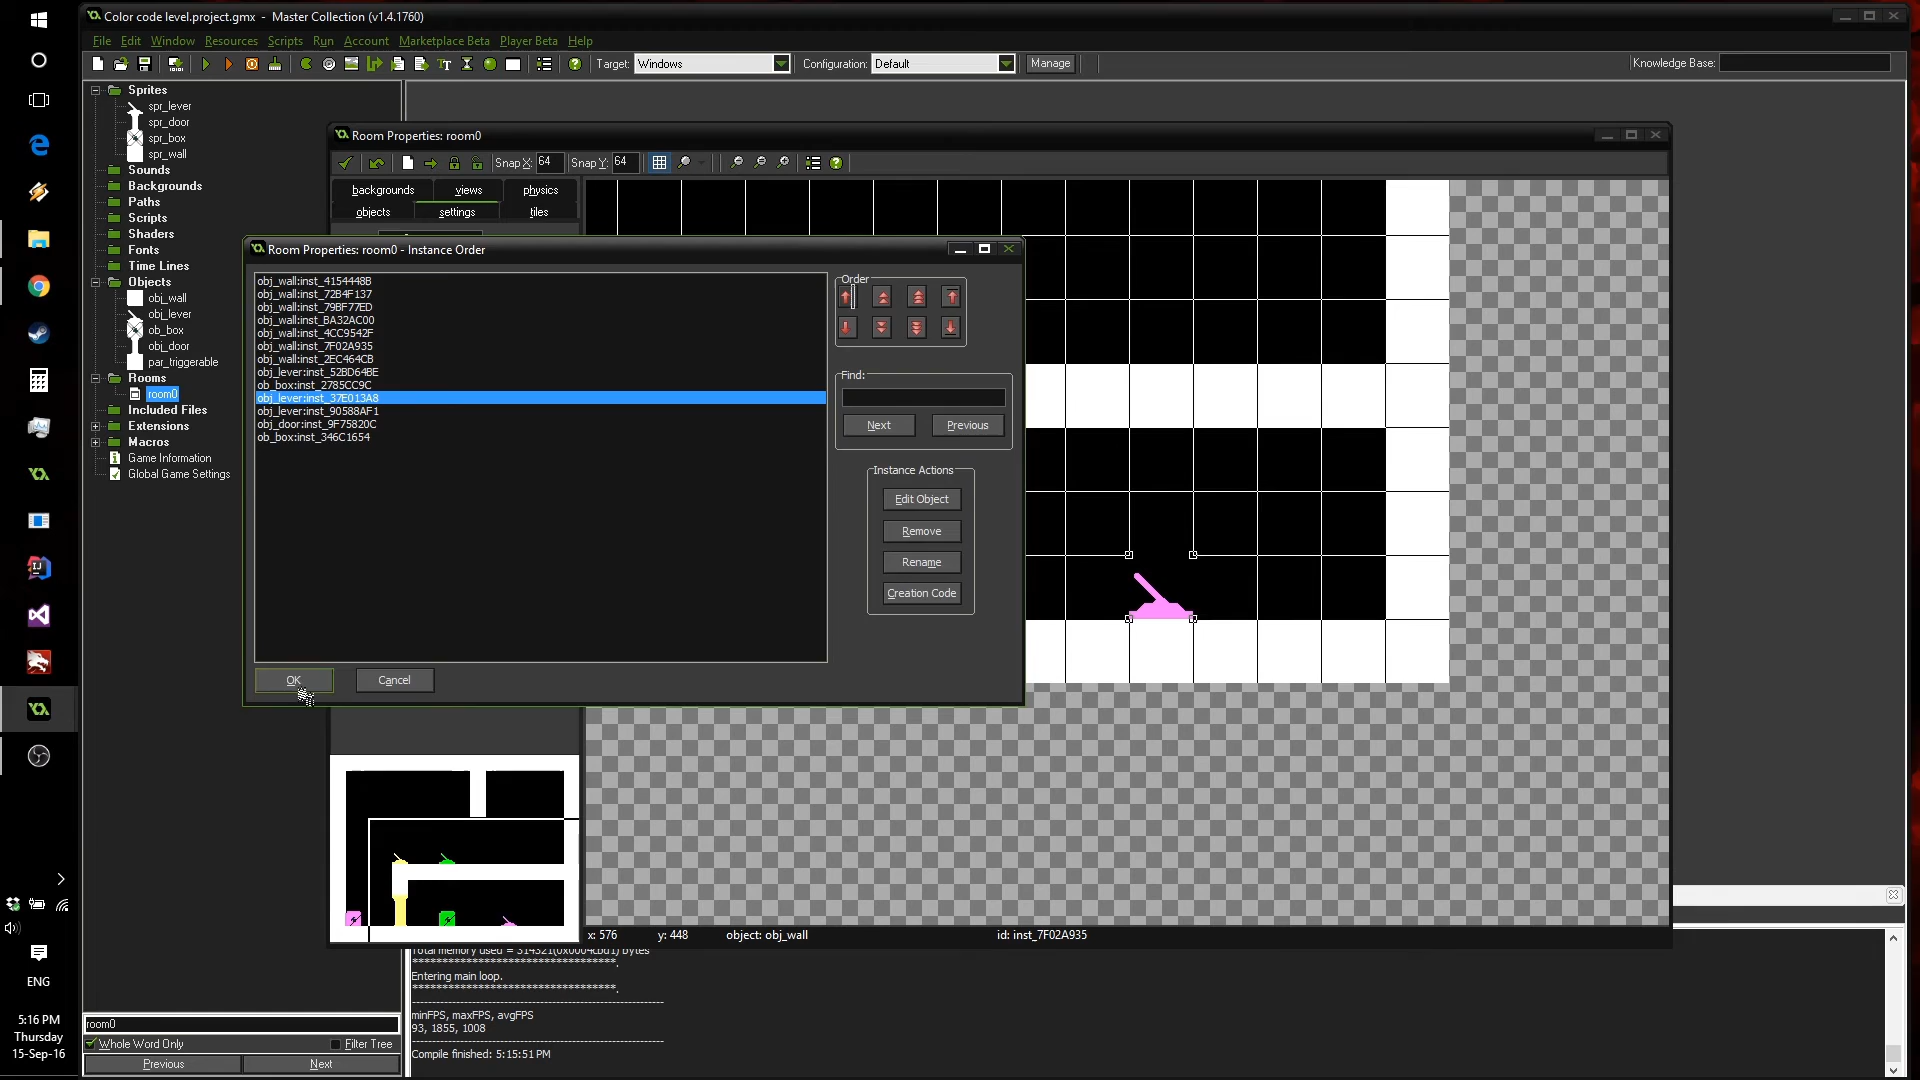 Color code level.project.gmx - Master Collection (v1.4.1760)
File Edit Window Resources Scripts Run Account Marketplace Beta Player Beta Help
Target: Windows Configuration: Default Manage Knowledge Base:
Sprites
spr_lever
spr_door
spr_box
spr_wall
Sounds
Backgrounds
Paths
Scripts
Shaders
Fonts
Time Lines
Objects
obj_wall
obj_lever
ob_box
obj_door
par_triggerable
Rooms
room0
Included Files
Extensions
Macros
Game Information
Global Game Settings
Room Properties: room0
Snap X: 64 Snap Y: 64
backgrounds views physics
objects settings tiles
Room Properties: room0 - Instance Order
obj_wall:inst_4154448B
obj_wall:inst_72B4F137
obj_wall:inst_79BF77ED
obj_wall:inst_BA32AC00
obj_wall:inst_4CC9542F
obj_wall:inst_7F02A935
obj_wall:inst_2EC464CB
obj_lever:inst_52BD64BE
ob_box:inst_2785CC9C
obj_lever:inst_37E013A8
obj_lever:inst_90588AF1
obj_door:inst_9F75820C
ob_box:inst_346C1654
Order
Find:
Next Previous
Instance Actions
Edit Object
Remove
Rename
Creation Code
OK Cancel
x: 576 y: 448 object: obj_wall id: inst_7F02A935
Total memory used = 314321(0x0004cbd1) bytes
**********************************.
Entering main loop.
**********************************.
minFPS, maxFPS, avgFPS
93, 1855, 1008
Compile finished: 5:15:51 PM
room0
Whole Word Only Filter Tree
Previous Next
ENG
5:16 PM
Thursday
15-Sep-16